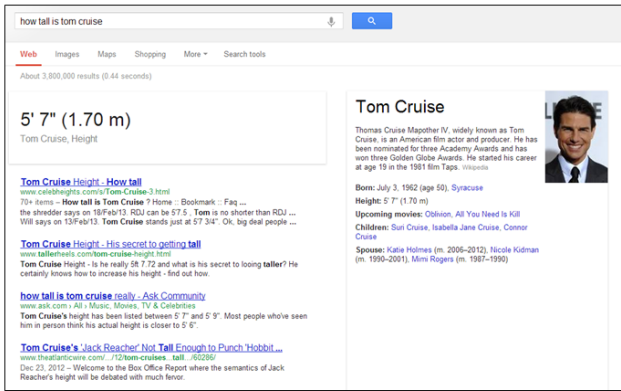 how tall is tom cruise
Web Images Maps Shopping More Search tools
About 3,800,000 results (0.44 seconds)
5' 7" (1.70 m)
Tom Cruise, Height
Tom Cruise Height - How tall
www.celebheights.com/s/Tom-Cruise-3.html
70+ items – How tall is Tom Cruise ? Home :: Bookmark :: Faq ...
the shredder says on 18/Feb/13. RDJ can be 5'7.5 . Tom is no shorter than RDJ ...
Will says on 13/Feb/13. Tom Cruise stands just at 5'7 3/4". Ok, big deal people ...
Tom Cruise Height - His secret to getting tall
www.tallerheels.com/tom-cruise-height.html
Tom Cruise Height - Is he really 5ft 7.72 and what is his secret to looing taller? He
certainly knows how to increase his height - find out how.
how tall is tom cruise really - Ask Community
www.ask.com › All › Music, Movies, TV & Celebrities
Tom Cruise's height has been listed between 5' 7" and 5' 9". Most people who've seen
him in person think his actual height is closer to 5' 6".
Tom Cruise's 'Jack Reacher' Not Tall Enough to Punch 'Hobbit ...
www.theatlanticwire.com/.../12/tom-cruises...tall.../60286/
Dec 23, 2012 – Welcome to the Box Office Report where the semantics of Jack
Reacher's height will be debated with much fervor.
Tom Cruise
Thomas Cruise Mapother IV, widely known as Tom
Cruise, is an American film actor and producer. He has
been nominated for three Academy Awards and has
won three Golden Globe Awards. He started his career
at age 19 in the 1981 film Taps. Wikipedia
Born: July 3, 1962 (age 50), Syracuse
Height: 5' 7" (1.70 m)
Upcoming movies: Oblivion, All You Need Is Kill
Children: Suri Cruise, Isabella Jane Cruise, Connor
Cruise
Spouse: Katie Holmes (m. 2006–2012), Nicole Kidman
(m. 1990–2001), Mimi Rogers (m. 1987–1990)